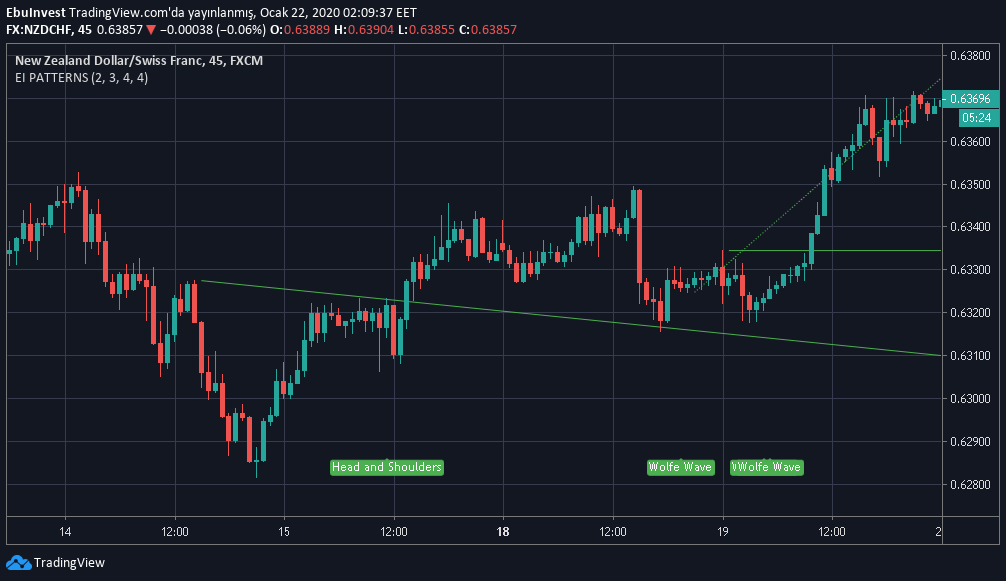 EbuInvest TradingView.com'da yayınlanmış, Ocak 22, 2020 02:09:37 EET
FX:NZDCHF, 45 0.63857 ▼ −0.00038 (−0.06%) O:0.63889 H:0.63904 L:0.63855 C:0.63857
New Zealand Dollar/Swiss Franc, 45, FXCM
EI PATTERNS (2, 3, 4, 4)
0.63800
0.63696
05:24
0.63600
0.63500
0.63400
0.63300
0.63200
0.63100
0.63000
0.62900
0.62800
Head and Shoulders
Wolfe Wave
Wolfe Wave
14
12:00
15
12:00
18
12:00
19
12:00
2
TradingView